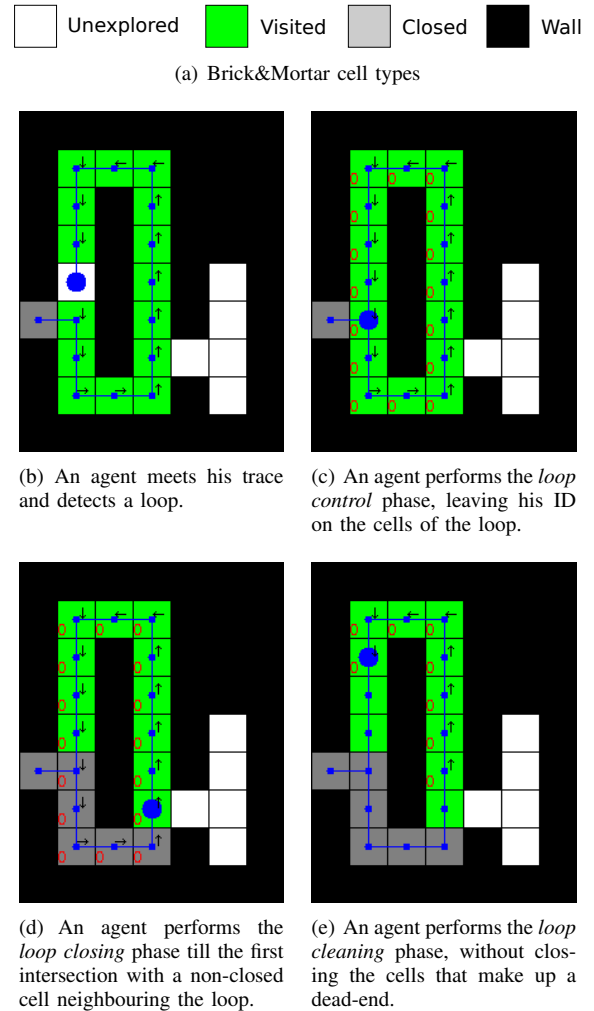 Unexplored Visited Closed Wall
(a) Brick&Mortar cell types
(b) An agent meets his trace
and detects a loop.
(c) An agent performs the loop
control phase, leaving his ID
on the cells of the loop.
(d) An agent performs the
loop closing phase till the first
intersection with a non-closed
cell neighbouring the loop.
(e) An agent performs the loop
cleaning phase, without clos-
ing the cells that make up a
dead-end.